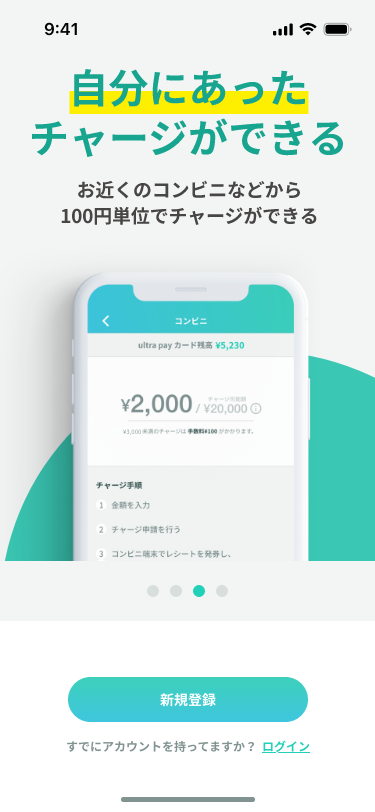 9:41
自分にあった
チャージができる
お近くのコンビニなどから
100円単位でチャージができる
コンビニ
ultra pay カード残高 ¥5,230
チャージ可能額
¥2,000 / ¥20,000
¥3,000 未満のチャージは 手数料¥100 がかかります。
チャージ手順
1 金額を入力
2 チャージ申請を行う
3 コンビニ端末でレシートを発券し、
新規登録
すでにアカウントを持ってますか？ ログイン